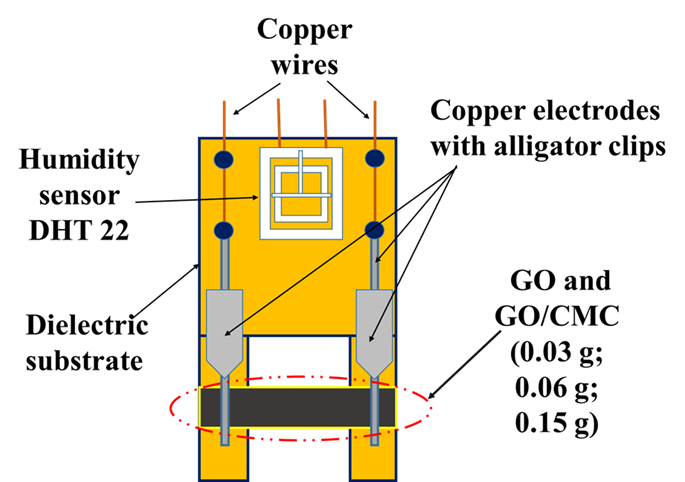 Copper
wires
Copper electrodes
with alligator clips
Humidity
sensor
DHT 22
GO and
GO/CMC
(0.03 g;
0.06 g;
0.15 g)
Dielectric
substrate